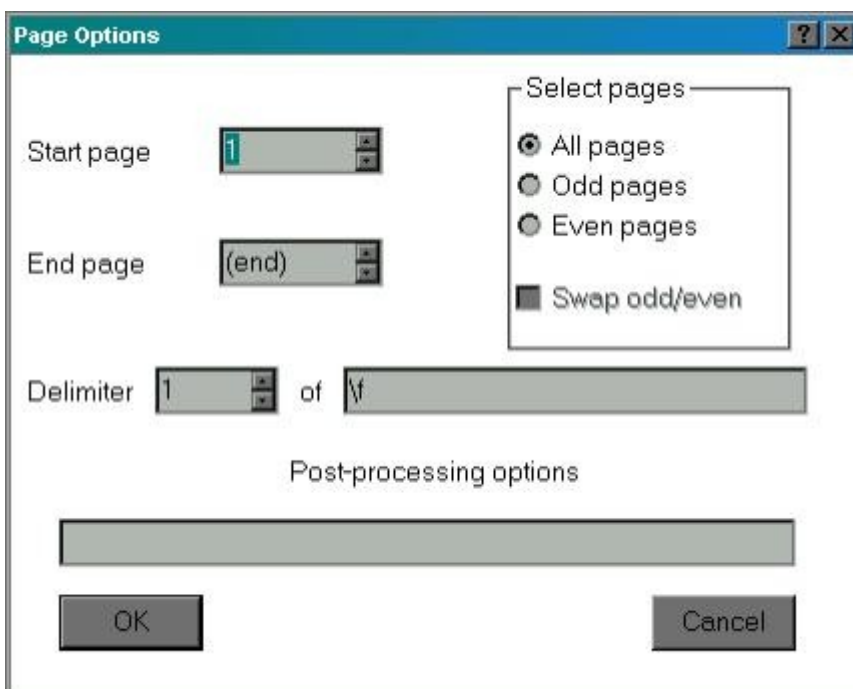 Page Options
Select pages
Start page 1
All pages
Odd pages
Even pages
End page (end)
Swap odd/even
Delimiter 1 of \f
Post-processing options
OK Cancel